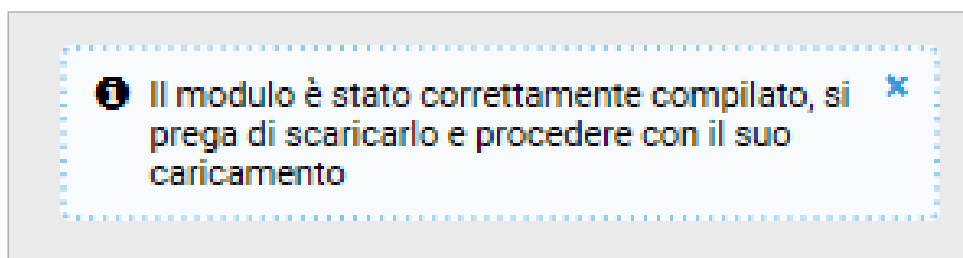 Il modulo è stato correttamente compilato, si
prega di scaricarlo e procedere con il suo
caricamento